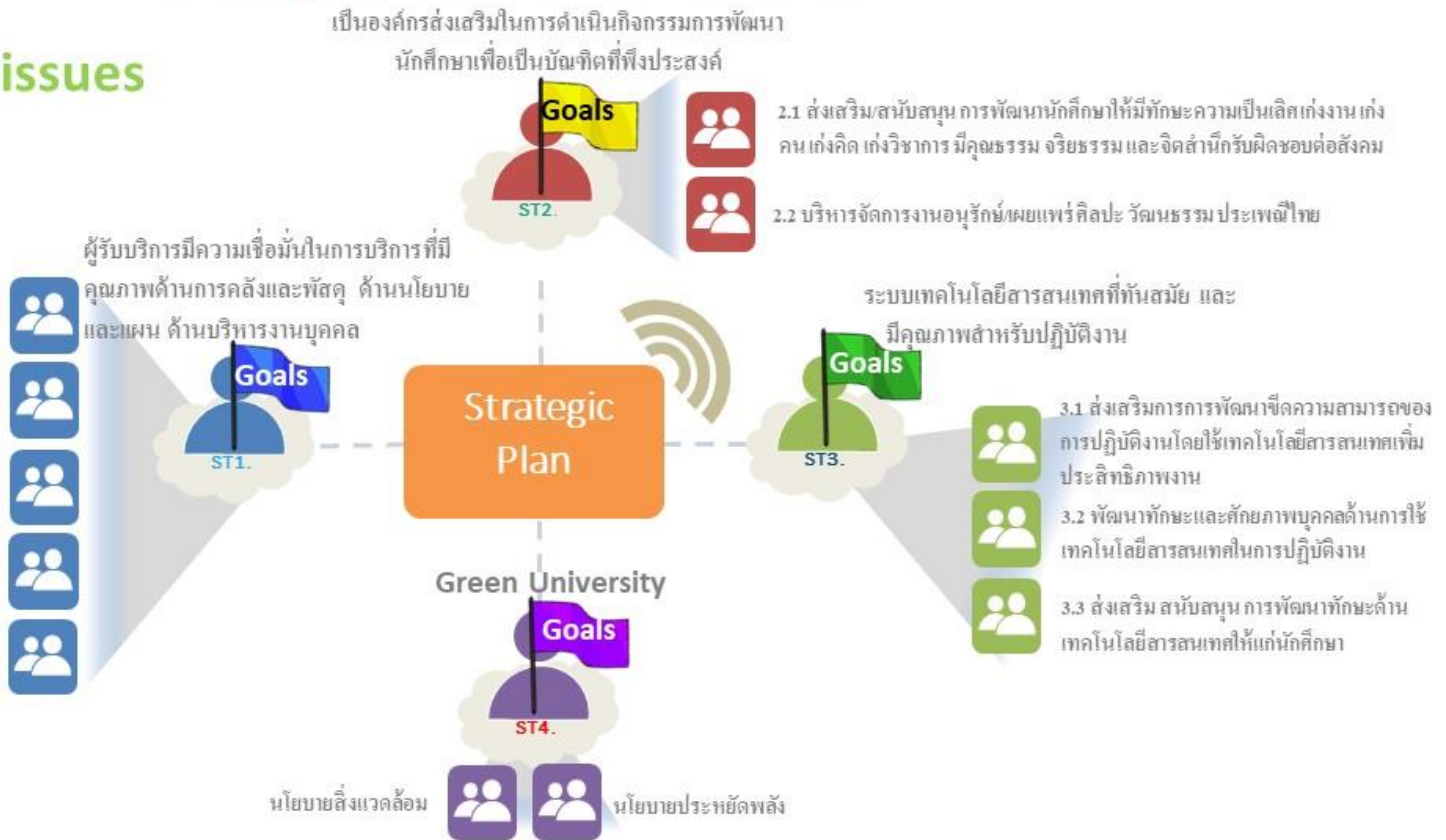 issues
เป็นองค์กรส่งเสริมในการดำเนินกิจกรรมการพัฒนา
นักศึกษาเพื่อเป็นบัณฑิตที่พึงประสงค์
Goals
ST2.
2.1 ส่งเสริม/สนับสนุน การพัฒนานักศึกษาให้มีทักษะความเป็นเลิศเก่งงาน เก่ง
คน เก่งคิด เก่งวิชาการ มีคุณธรรม จริยธรรม และจิตสำนึกรับผิดชอบต่อสังคม
2.2 บริหารจัดการงานอนุรักษ์/เผยแพร่ ศิลปะ วัฒนธรรม ประเพณีไทย
ผู้รับบริการมีความเชื่อมั่นในการบริการที่มี
คุณภาพด้านการคลังและพัสดุ ด้านนโยบาย
และแผน ด้านบริหารงานบุคคล
Goals
ST1.
Strategic
Plan
ระบบเทคโนโลยีสารสนเทศที่ทันสมัย และ
มีคุณภาพสำหรับปฏิบัติงาน
Goals
ST3.
3.1 ส่งเสริมการการพัฒนาขีดความสามารถของ
การปฏิบัติงานโดยใช้เทคโนโลยีสารสนเทศเพิ่ม
ประสิทธิภาพงาน
3.2 พัฒนาทักษะและศักยภาพบุคคลด้านการใช้
เทคโนโลยีสารสนเทศในการปฏิบัติงาน
3.3 ส่งเสริม สนับสนุน การพัฒนาทักษะด้าน
เทคโนโลยีสารสนเทศให้แก่นักศึกษา
Green University
Goals
ST4.
นโยบายสิ่งแวดล้อม
นโยบายประหยัดพลัง